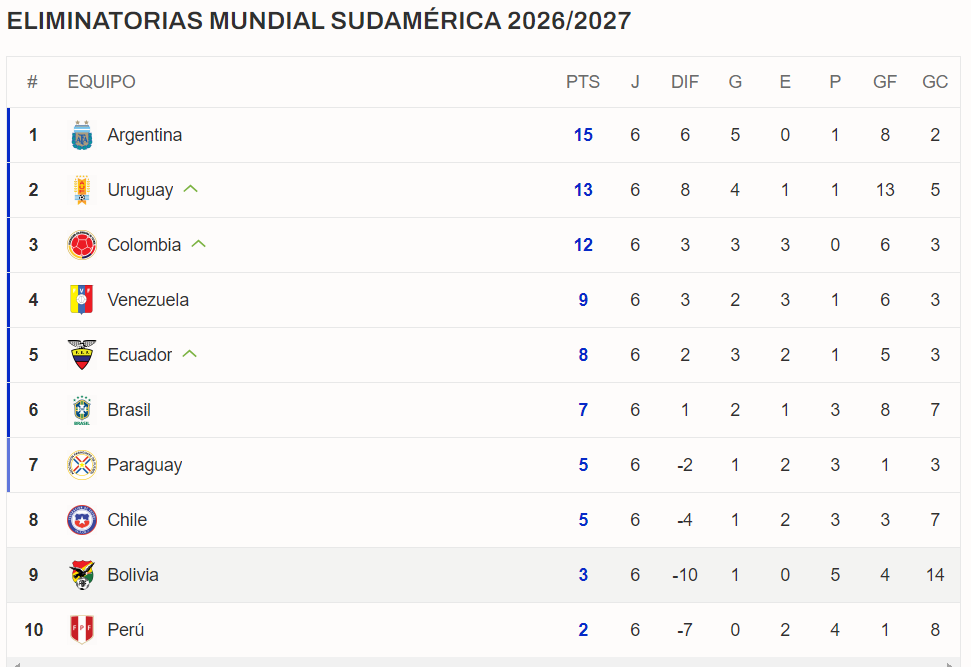 ELIMINATORIAS MUNDIAL SUDAMÉRICA 2026/2027
# EQUIPO PTS J DIF G E P GF GC
1 Argentina 15 6 6 5 0 1 8 2
2 Uruguay 13 6 8 4 1 1 13 5
3 Colombia 12 6 3 3 3 0 6 3
4 Venezuela 9 6 3 2 3 1 6 3
5 Ecuador 8 6 2 3 2 1 5 3
6 Brasil 7 6 1 2 1 3 8 7
7 Paraguay 5 6 -2 1 2 3 1 3
8 Chile 5 6 -4 1 2 3 3 7
9 Bolivia 3 6 -10 1 0 5 4 14
10 Perú 2 6 -7 0 2 4 1 8